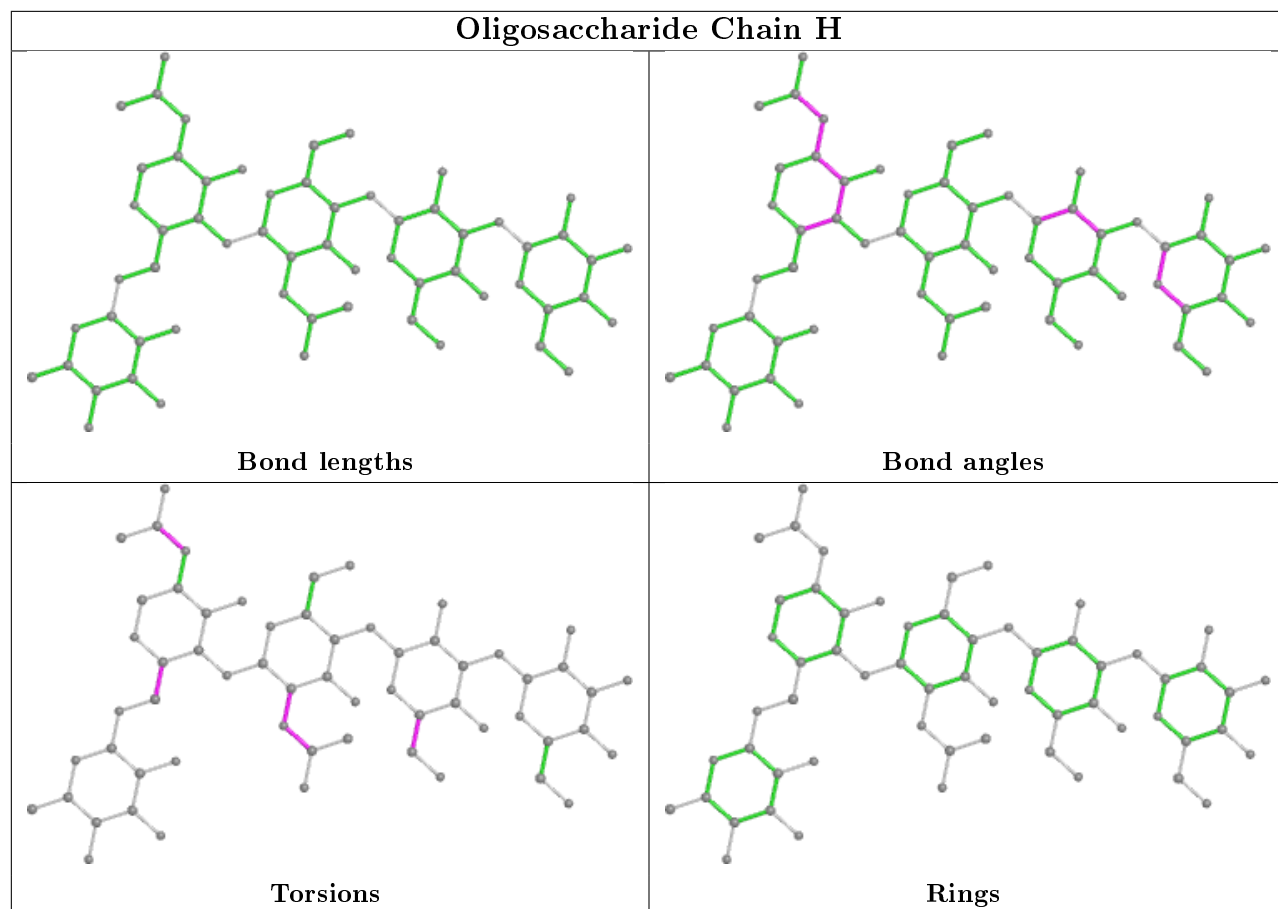 Oligosaccharide Chain H
Bond lengths
Bond angles
Torsions
Rings